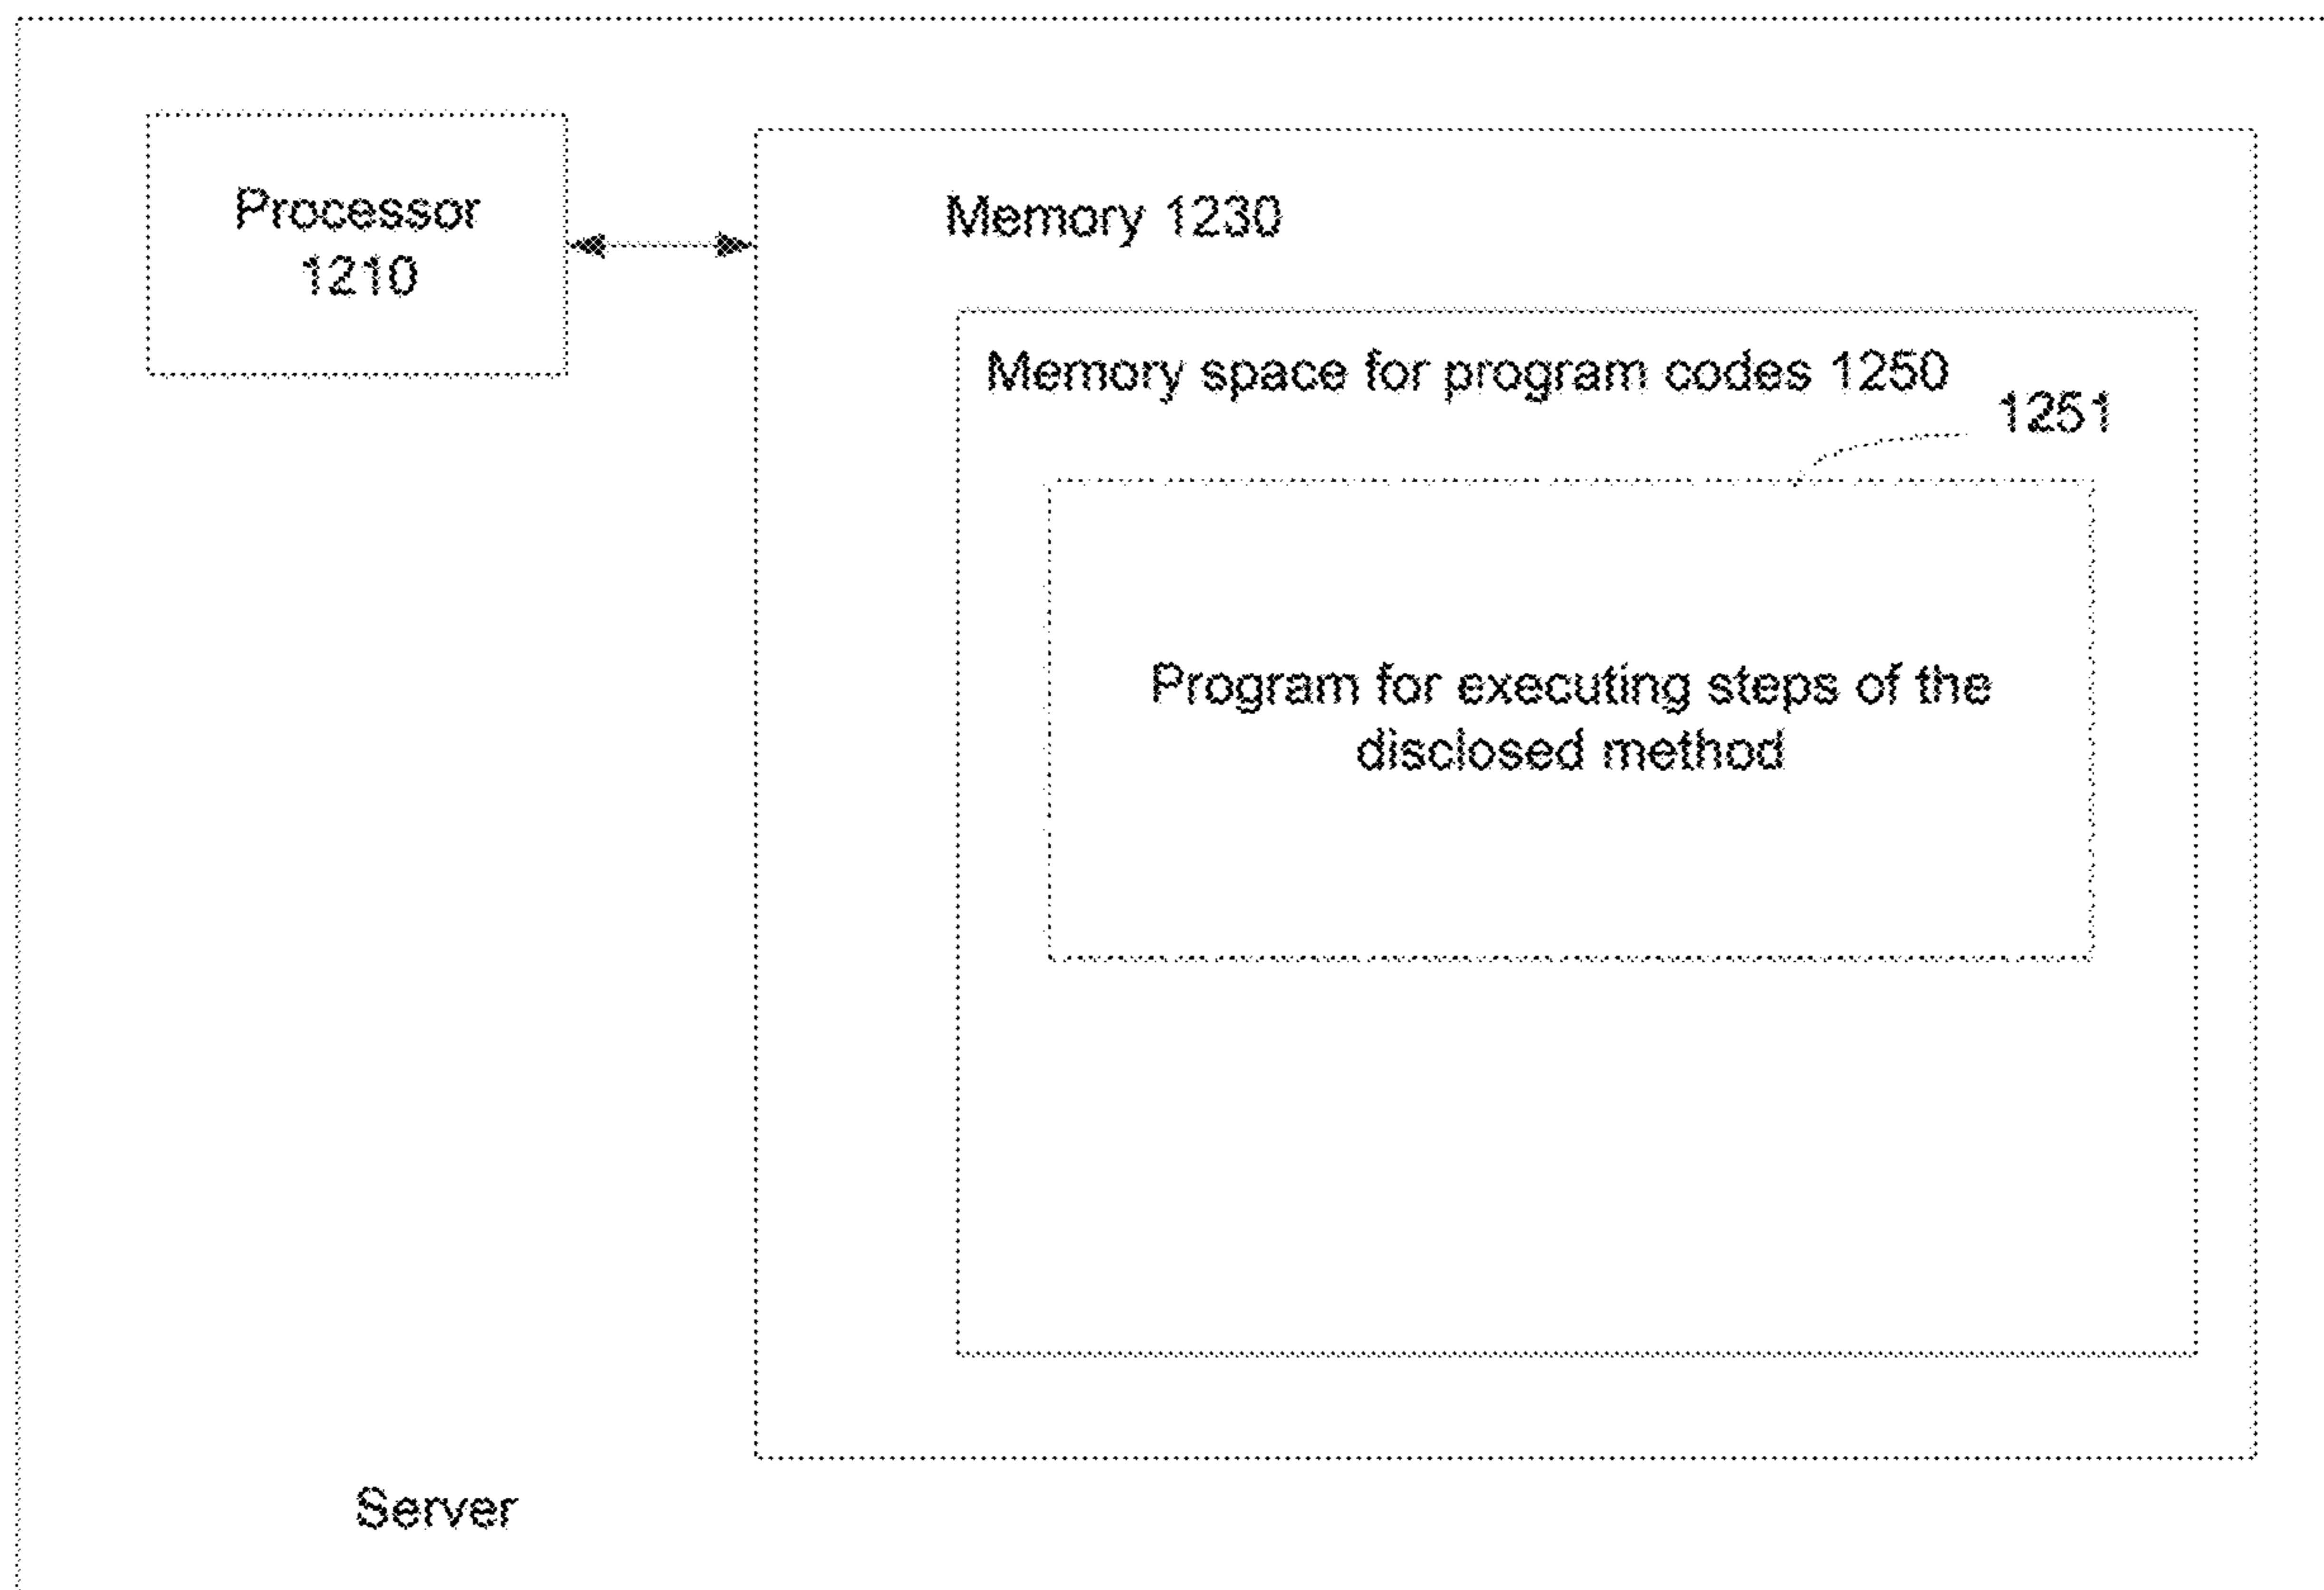 Processor
1210
Memory 1230
Memory space for program codes 1250
1251
Program for executing steps of the
disclosed method
Server